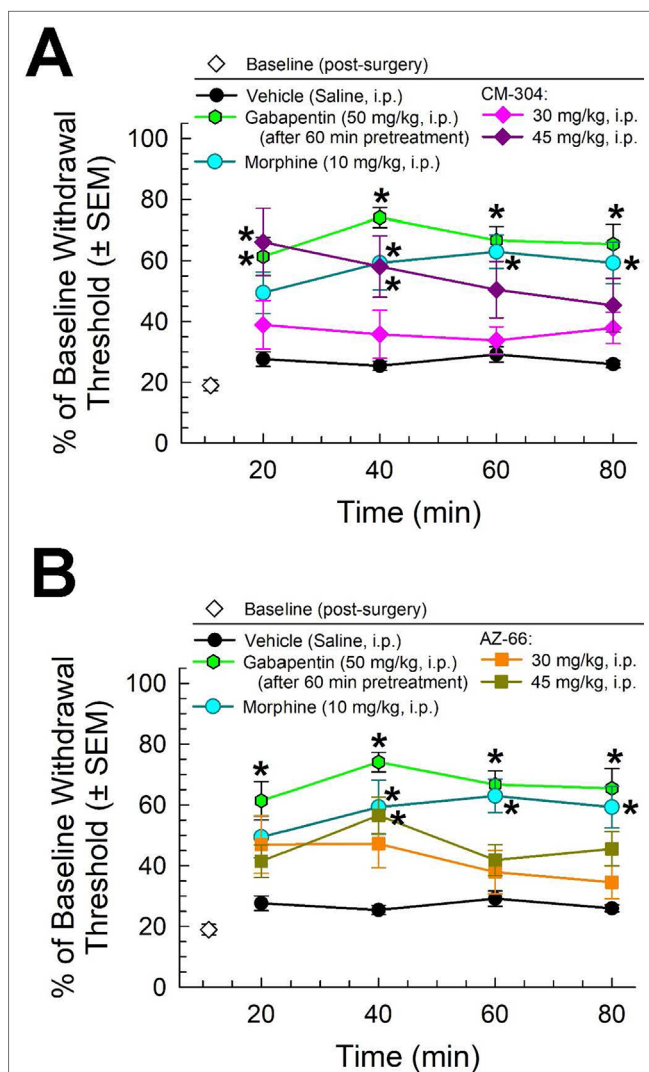 A
Baseline (post-surgery)
Vehicle (Saline, i.p.)
Gabapentin (50 mg/kg, i.p.)
(after 60 min pretreatment)
Morphine (10 mg/kg, i.p.)
CM-304:
30 mg/kg, i.p.
45 mg/kg, i.p.
% of Baseline Withdrawal
Threshold (± SEM)
100
80
60
40
20
0
* * * *
* *
* * * *
20 40 60 80
Time (min)
B
Baseline (post-surgery)
Vehicle (Saline, i.p.)
Gabapentin (50 mg/kg, i.p.)
(after 60 min pretreatment)
Morphine (10 mg/kg, i.p.)
AZ-66:
30 mg/kg, i.p.
45 mg/kg, i.p.
% of Baseline Withdrawal
Threshold (± SEM)
100
80
60
40
20
0
* * * *
* * * *
20 40 60 80
Time (min)